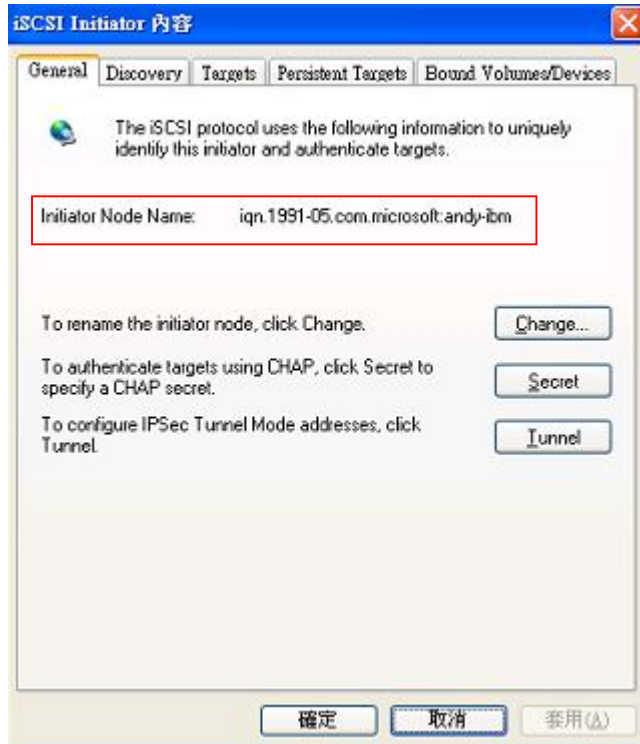 iSCSI Initiator 內容
General Discovery Targets Persistent Targets Bound Volumes/Devices
The iSCSI protocol uses the following information to uniquely
identify this initiator and authenticate targets.
Initiator Node Name: iqn.1991-05.com.microsoft:andy-ibm
To rename the initiator node, click Change.
Change...
To authenticate targets using CHAP, click Secret to
specify a CHAP secret.
Secret
To configure IPSec Tunnel Mode addresses, click
Tunnel.
Tunnel
確定 取消 套用(A)